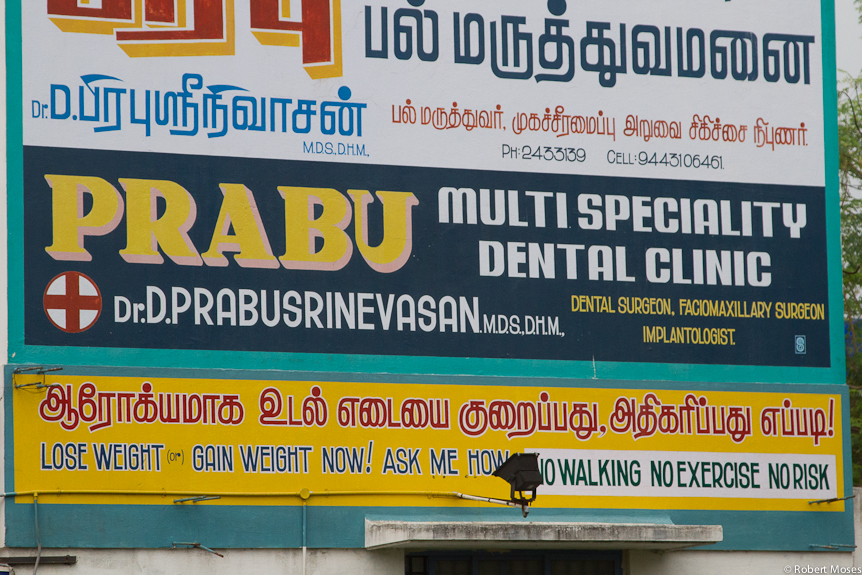 பிரபு
பல் மருத்துவமனை
Dr.D.பிரபுஸ்ரீநிவாசன்
M.D.S.,D.H.M.,
பல் மருத்துவர், முகச்சீரமைப்பு அறுவை சிகிச்சை நிபுணர்.
PH:2433139 CELL:9443106461.
PRABU
MULTI SPECIALITY
DENTAL CLINIC
Dr.D.PRABUSRINEVASAN.M.D.S.,D.H.M.,
DENTAL SURGEON, FACIOMAXILLARY SURGEON
IMPLANTOLOGIST.
ஆரோக்யமாக உடல் எடையை குறைப்பது, அதிகரிப்பது எப்படி!
LOSE WEIGHT (or) GAIN WEIGHT NOW! ASK ME HOW NO WALKING NO EXERCISE NO RISK
© Robert Moses